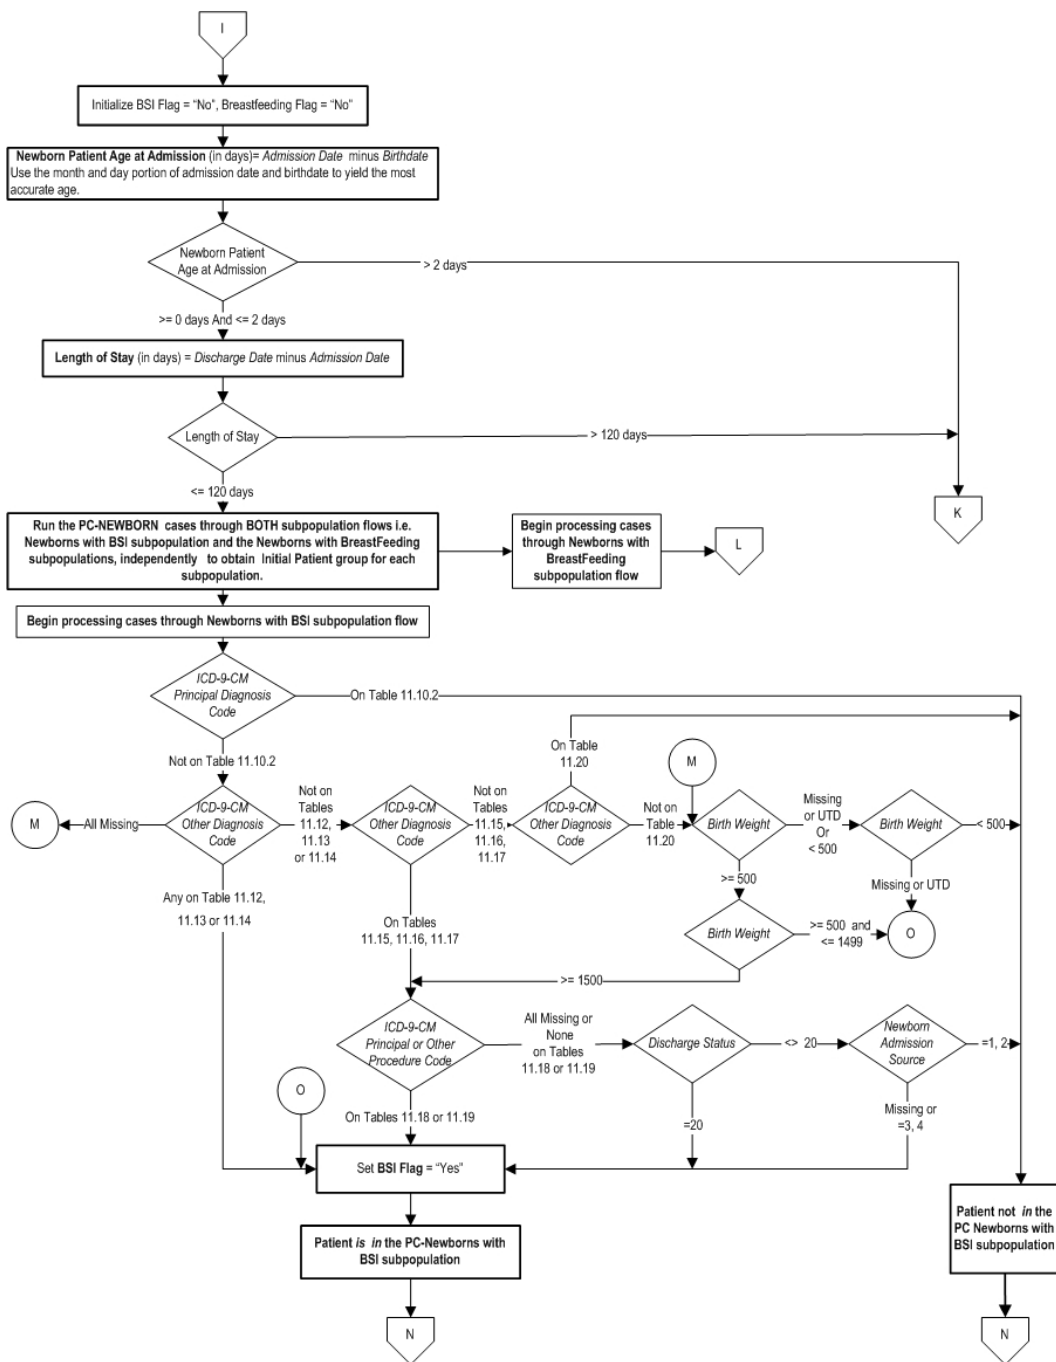 I
Initialize BSI Flag = “No”, Breastfeeding Flag = “No”
Newborn Patient Age at Admission (in days)= Admission Date minus Birthdate
Use the month and day portion of admission date and birthdate to yield the most
accurate age.
Newborn Patient
Age at Admission
> 2 days
>= 0 days And <= 2 days
Length of Stay (in days) = Discharge Date minus Admission Date
Length of Stay
> 120 days
<= 120 days
K
Run the PC-NEWBORN cases through BOTH subpopulation flows i.e.
Newborns with BSI subpopulation and the Newborns with BreastFeeding
subpopulations, independently to obtain Initial Patient group for each
subpopulation.
Begin processing cases
through Newborns with
BreastFeeding
subpopulation flow
L
Begin processing cases through Newborns with BSI subpopulation flow
ICD-9-CM
Principal Diagnosis
Code
On Table 11.10.2
Not on Table 11.10.2
M
All Missing
ICD-9-CM
Other Diagnosis
Code
Not on
Tables
11.12,
11.13
or 11.14
ICD-9-CM
Other Diagnosis
Code
Not on
Tables
11.15,
11.16,
11.17
On Table
11.20
ICD-9-CM
Other Diagnosis
Code
Not on
Table
11.20
M
Birth Weight
Missing
or UTD
Or
< 500
Birth Weight
< 500
Any on Table 11.12,
11.13 or 11.14
On Tables
11.15, 11.16, 11.17
>= 500
Missing or UTD
Birth Weight
>= 500 and
<= 1499
O
>= 1500
ICD-9-CM
Principal or Other
Procedure Code
All Missing or
None
on Tables
11.18 or 11.19
Discharge Status
<> 20
Newborn
Admission
Source
=1, 2
O
On Tables 11.18 or 11.19
=20
Missing or
=3, 4
Set BSI Flag = “Yes”
Patient is in the PC-Newborns with
BSI subpopulation
N
Patient not in the
PC Newborns with
BSI subpopulation
N